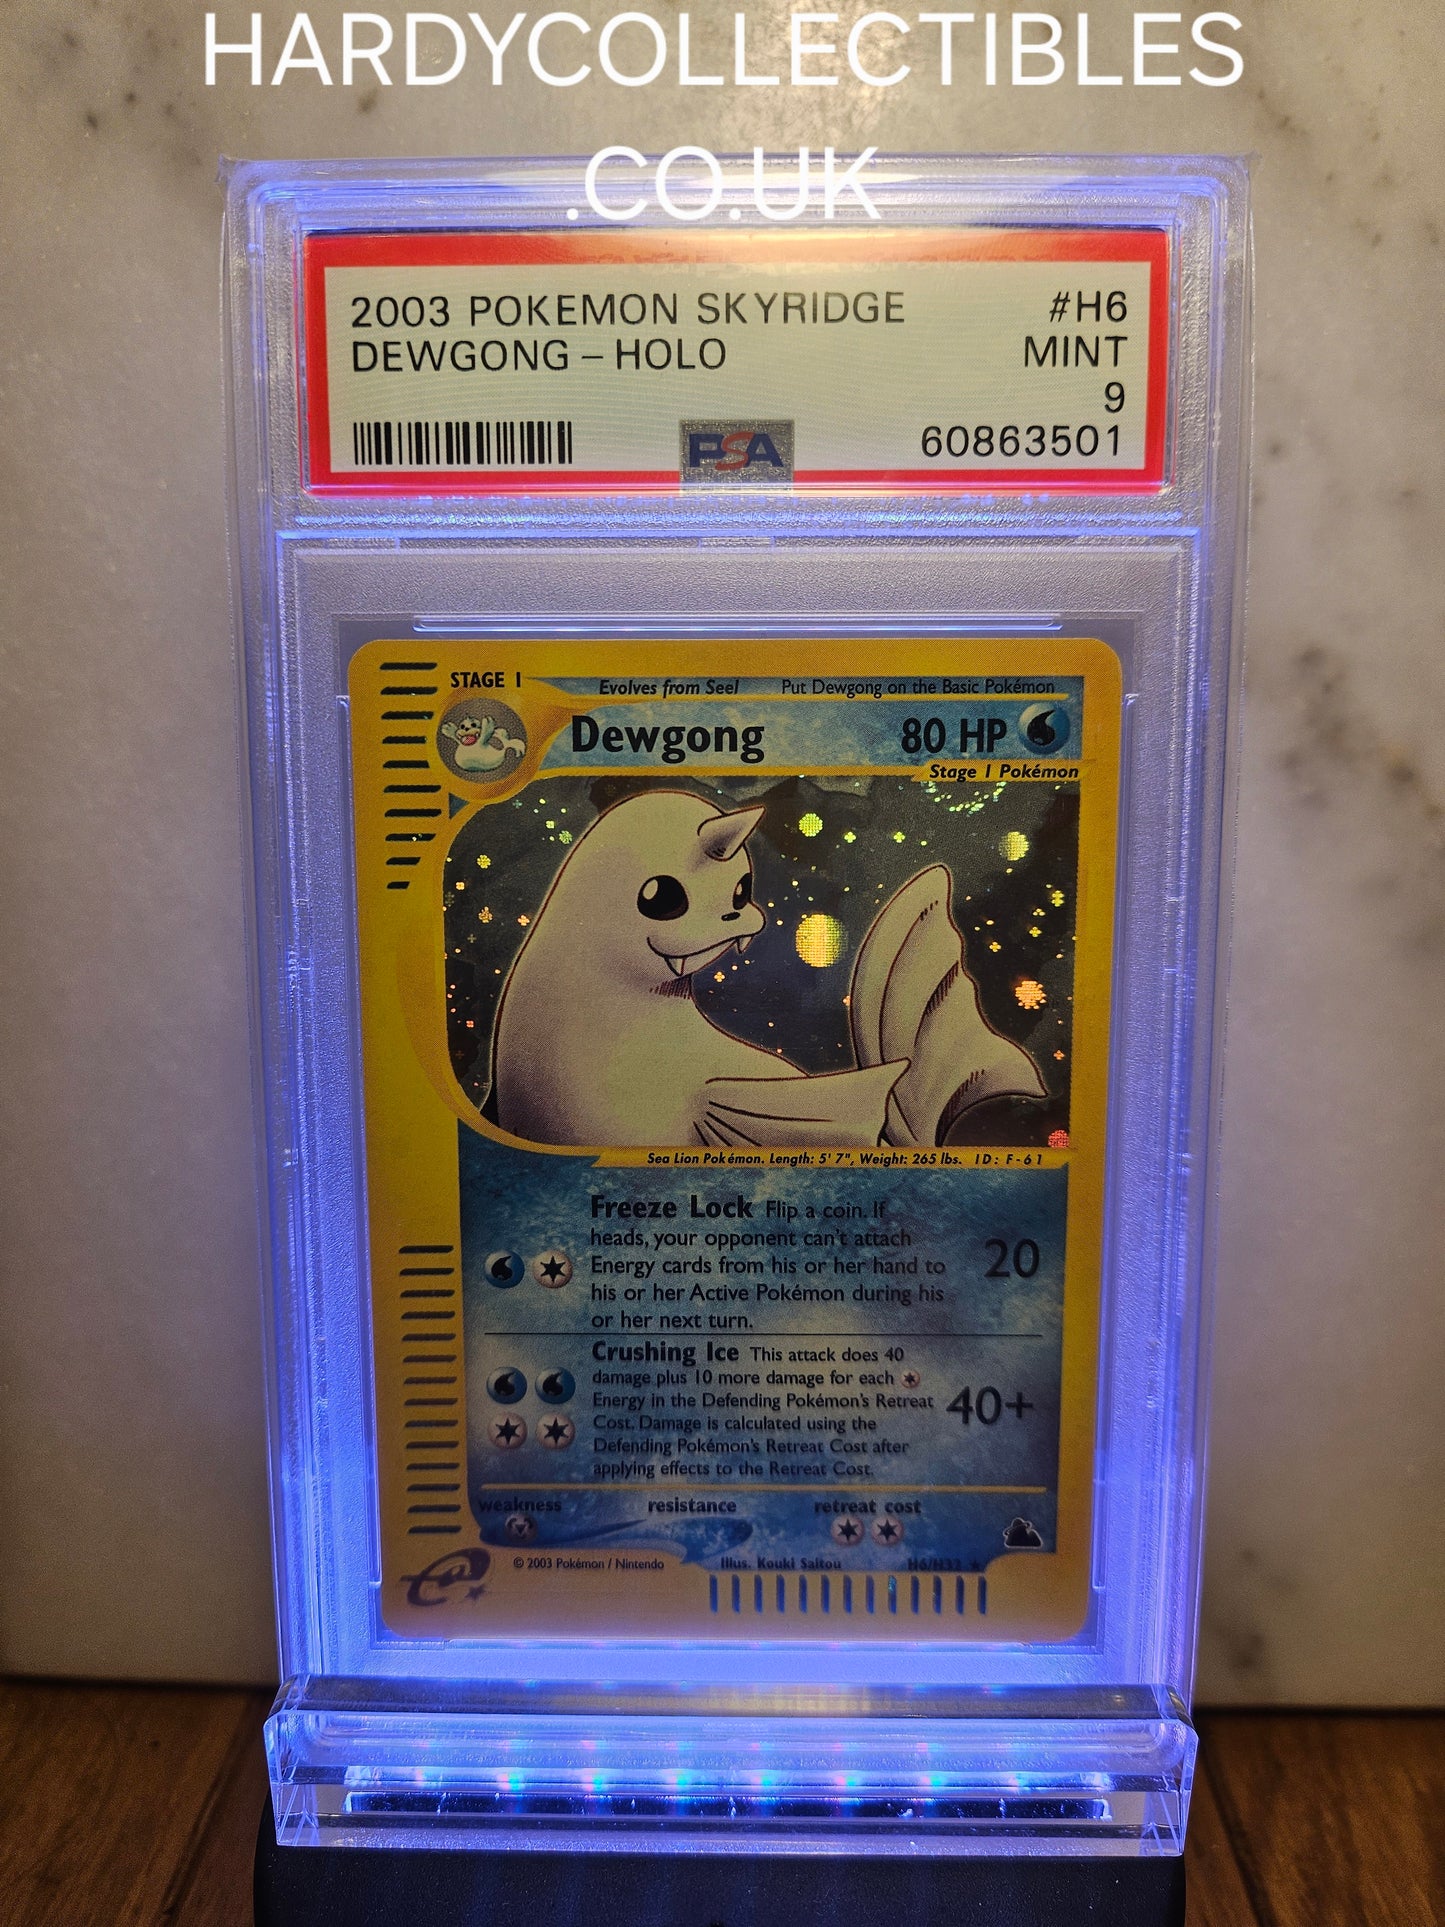 HARDYCOLLECTIBLES
.CO.UK
2003 POKEMON SKYRIDGE #H6
DEWGONG – HOLO MINT
9
PSA 60863501
STAGE 1 Evolves from Seel Put Dewgong on the Basic Pokémon
Dewgong 80 HP
Stage 1 Pokémon
Sea Lion Pokémon. Length: 5' 7", Weight: 265 lbs. ID: F-61
Freeze Lock Flip a coin. If
heads, your opponent can't attach
Energy cards from his or her hand to 20
his or her Active Pokémon during his
or her next turn.
Crushing Ice This attack does 40
damage plus 10 more damage for each
Energy in the Defending Pokémon's Retreat 40+
Cost. Damage is calculated using the
Defending Pokémon's Retreat Cost after
applying effects to the Retreat Cost.
weakness resistance retreat cost
e
© 2003 Pokémon / Nintendo Illus. Kouki Saitou H6/H32